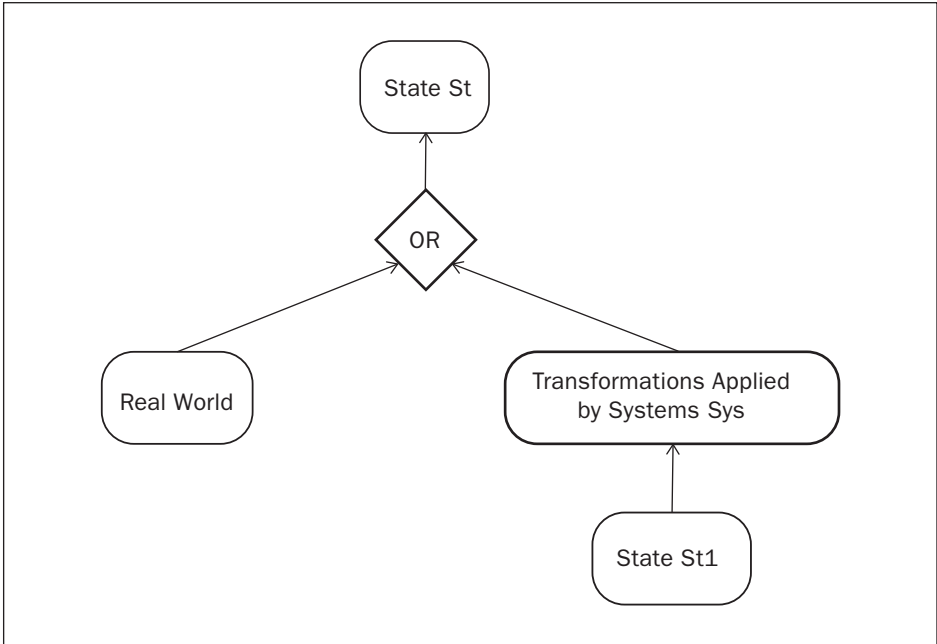 State St
OR
Real World
Transformations Applied
by Systems Sys
State St1